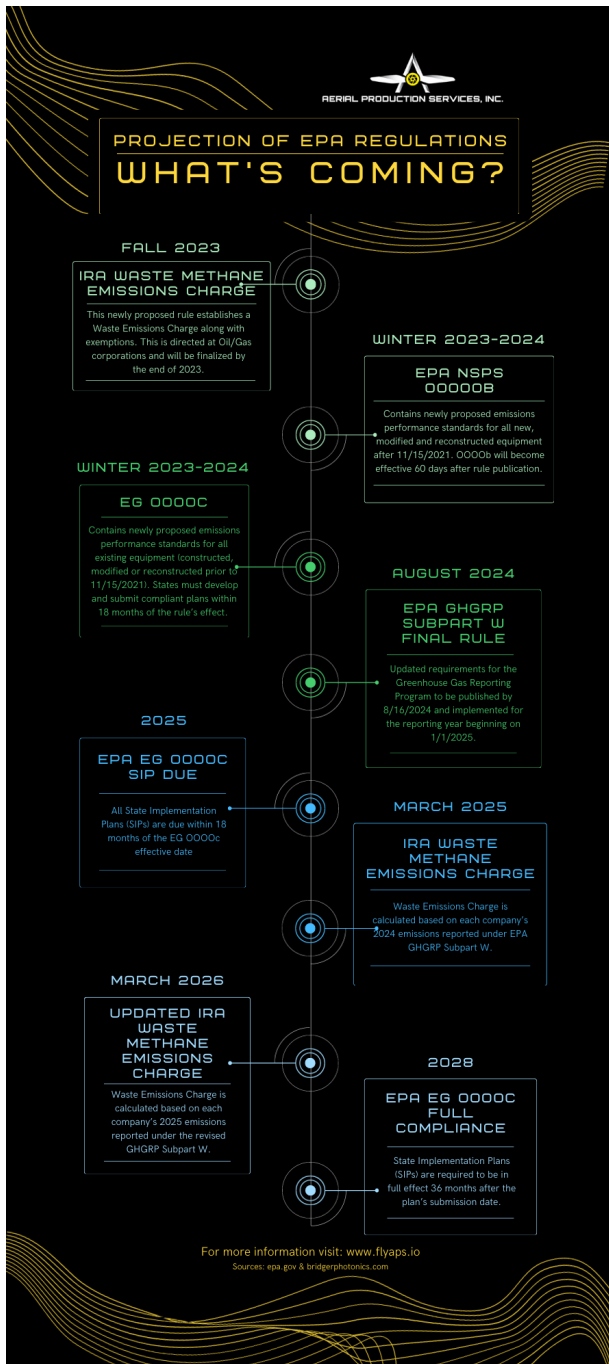 AERIAL PRODUCTION SERVICES, INC.
PROJECTION OF EPA REGULATIONS
WHAT'S COMING?
FALL 2023
IRA WASTE METHANE
EMISSIONS CHARGE
This newly proposed rule establishes a
Waste Emissions Charge along with
exemptions. This is directed at Oil/Gas
corporations and will be finalized by
the end of 2023.
WINTER 2023-2024
EPA NSPS
OOOOOB
Contains newly proposed emissions
performance standards for all new,
modified and reconstructed equipment
after 11/15/2021. OOOOb will become
effective 60 days after rule publication.
WINTER 2023-2024
EG OOOOC
Contains newly proposed emissions
performance standards for all
existing equipment (constructed,
modified or reconstructed prior to
11/15/2021). States must develop
and submit compliant plans within
18 months of the rule's effect.
AUGUST 2024
EPA GHGRP
SUBPART W
FINAL RULE
Updated requirements for the
Greenhouse Gas Reporting
Program to be published by
8/16/2024 and implemented for
the reporting year beginning on
1/1/2025.
2025
EPA EG OOOOC
SIP DUE
All State Implementation
Plans (SIPs) are due within 18
months of the EG OOOOc
effective date
MARCH 2025
IRA WASTE
METHANE
EMISSIONS CHARGE
Waste Emissions Charge is
calculated based on each company's
2024 emissions reported under EPA
GHGRP Subpart W.
MARCH 2026
UPDATED IRA
WASTE
METHANE
EMISSIONS
CHARGE
Waste Emissions Charge is
calculated based on each
company's 2025 emissions
reported under the revised
GHGRP Subpart W.
2028
EPA EG OOOOC
FULL
COMPLIANCE
State Implementation Plans
(SIPs) are required to be in
full effect 36 months after the
plan's submission date.
For more information visit: www.flyaps.io
Sources: epa.gov & bridgerphotonics.com